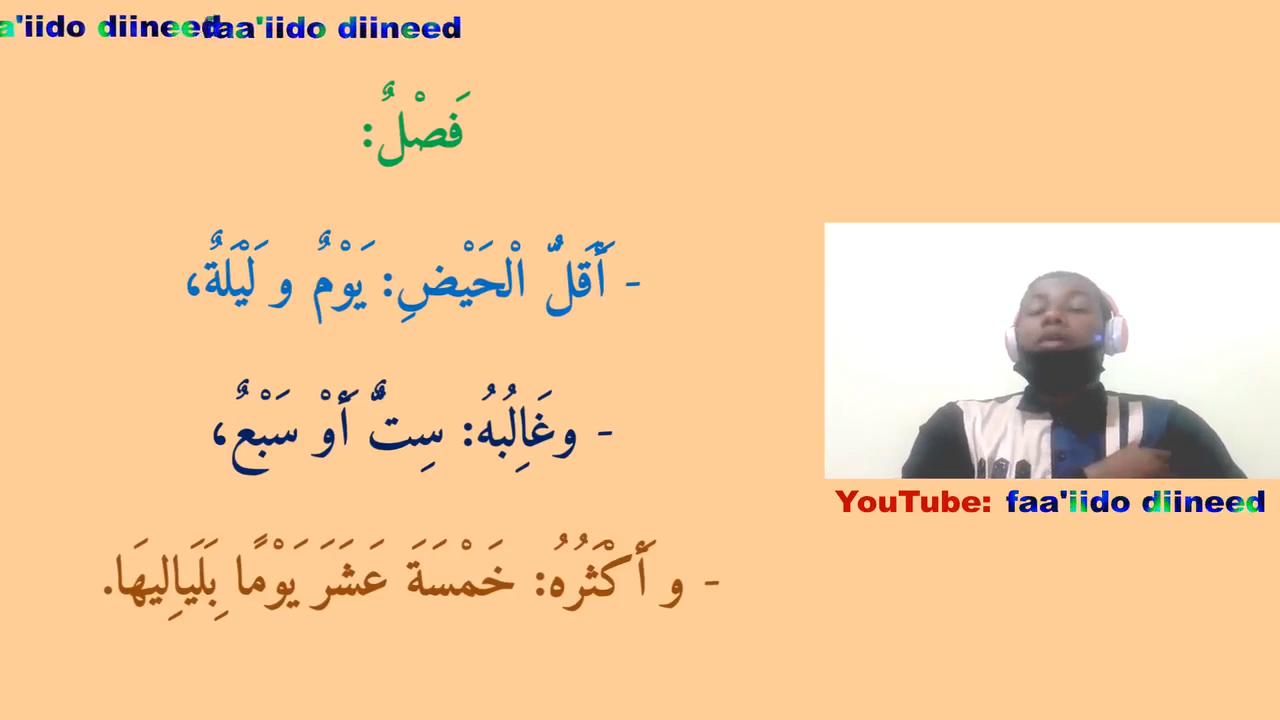 faa'iido diineed
فَصْلٌ:
- أَقَلُّ الْحَيْضِ: يَوْمٌ و لَيْلَةٌ،
- وغَالِبُهُ: سِتٌّ أَوْ سَبْعٌ،
- و أَكْثَرُهُ: خَمْسَةَ عَشَرَ يَوْمًا بِلَيَالِيهَا.
YouTube: faa'iido diineed